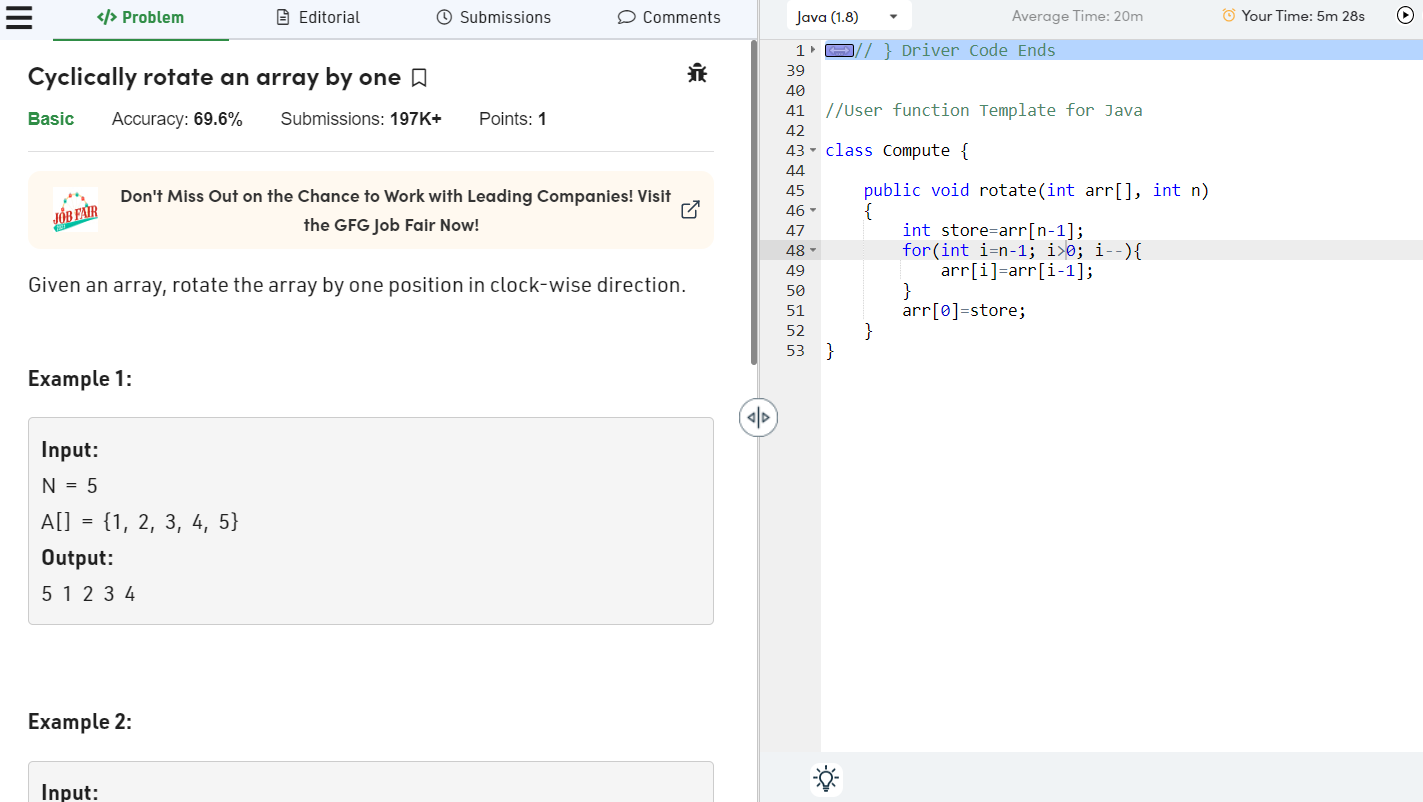 </> Problem
Editorial
Submissions
Comments
Cyclically rotate an array by one
Basic Accuracy: 69.6% Submissions: 197K+ Points: 1
JOB FAIR
Don't Miss Out on the Chance to Work with Leading Companies! Visit
the GFG Job Fair Now!
Given an array, rotate the array by one position in clock-wise direction.
Example 1:
Input:
N = 5
A[] = {1, 2, 3, 4, 5}
Output:
5 1 2 3 4
Example 2:
Input:
Java (1.8) Average Time: 20m Your Time: 5m 28s
1 // } Driver Code Ends
39
40
41 //User function Template for Java
42
43 class Compute {
44
45     public void rotate(int arr[], int n)
46     {
47         int store=arr[n-1];
48         for(int i=n-1; i>0; i--){
49             arr[i]=arr[i-1];
50         }
51         arr[0]=store;
52     }
53 }